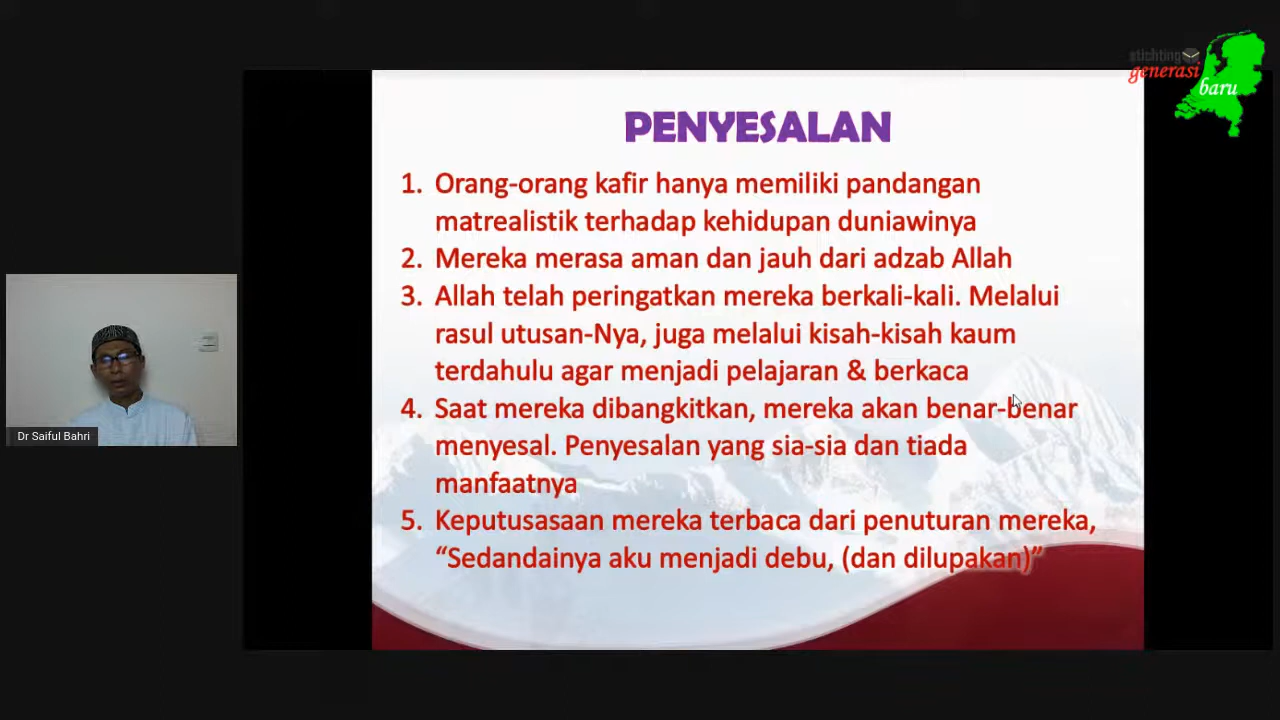 stichting
generasi
baru
PENYESALAN
1. Orang-orang kafir hanya memiliki pandangan
matrealistik terhadap kehidupan duniawinya
2. Mereka merasa aman dan jauh dari adzab Allah
3. Allah telah peringatkan mereka berkali-kali. Melalui
rasul utusan-Nya, juga melalui kisah-kisah kaum
terdahulu agar menjadi pelajaran & berkaca
4. Saat mereka dibangkitkan, mereka akan benar-benar
menyesal. Penyesalan yang sia-sia dan tiada
manfaatnya
5. Keputusasaan mereka terbaca dari penuturan mereka,
“Sedandainya aku menjadi debu, (dan dilupakan)”
Dr Saiful Bahri